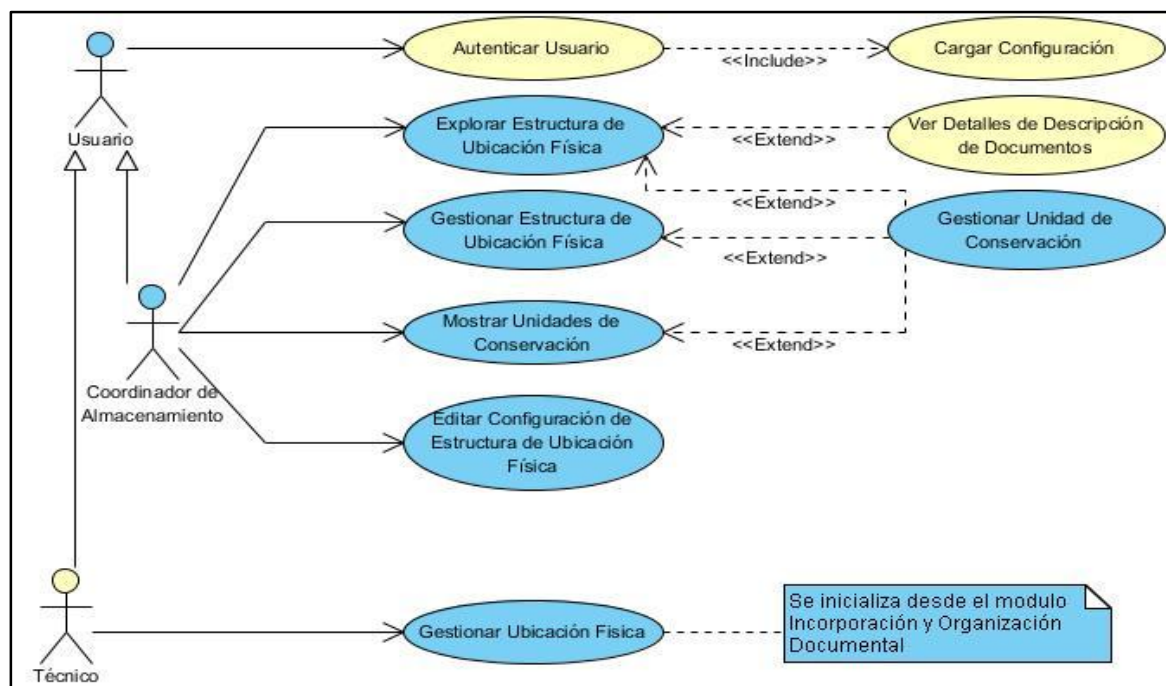 Autenticar Usuario
<<Include>>
Cargar Configuración
Usuario
Explorar Estructura de
Ubicación Física
<<Extend>>
Ver Detalles de Descripción
de Documentos
<<Extend>>
Gestionar Estructura de
Ubicación Física
<<Extend>>
Gestionar Unidad de
Conservación
Mostrar Unidades de
Conservación
<<Extend>>
Coordinador de
Almacenamiento
Editar Configuración de
Estructura de Ubicación
Física
Técnico
Gestionar Ubicación Fisica
Se inicializa desde el modulo
Incorporación y Organización
Documental